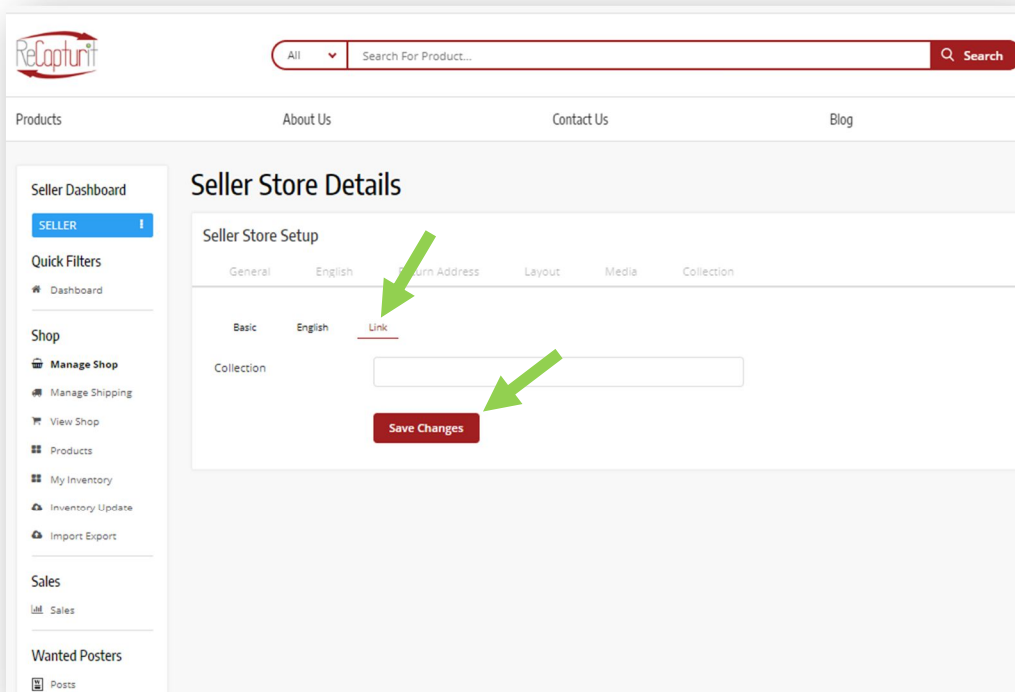 ReCapturit
All
Search For Product...
Search
Products About Us Contact Us Blog
Seller Dashboard
SELLER
Quick Filters
Dashboard
Shop
Manage Shop
Manage Shipping
View Shop
Products
My Inventory
Inventory Update
Import Export
Sales
Sales
Wanted Posters
Posts
Seller Store Details
Seller Store Setup
General English Return Address Layout Media Collection
Basic English Link
Collection
Save Changes